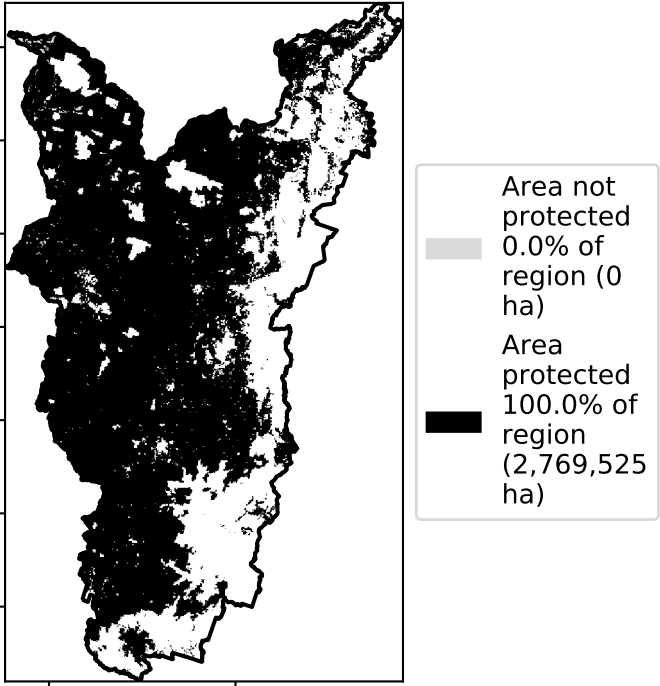 Area not
protected
0.0% of
region (0
ha)
Area
protected
100.0% of
region
(2,769,525
ha)